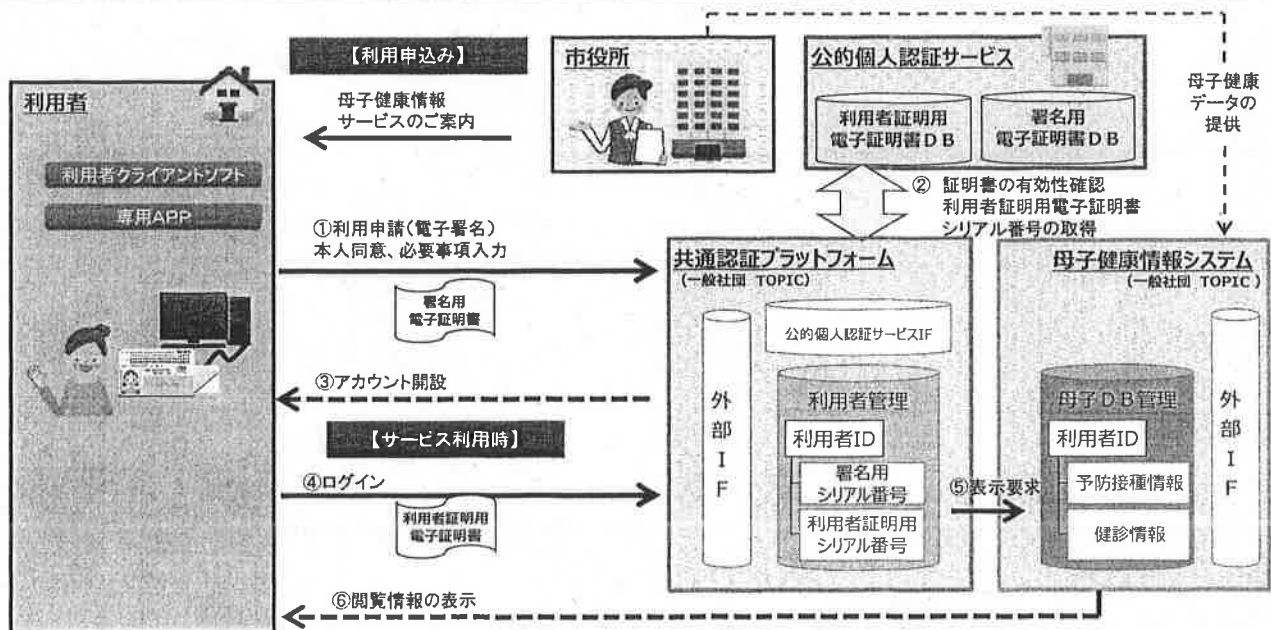 【利用申込み】
母子健康情報
サービスのご案内
市役所
公的個人認証サービス
利用者証明用
電子証明書DB
署名用
電子証明書DB
母子健康
データの
提供
利用者
利用者クライアントソフト
専用APP
①利用申請(電子署名)
本人同意、必要事項入力
署名用
電子証明書
② 証明書の有効性確認
利用者証明用電子証明書
シリアル番号の取得
共通認証プラットフォーム
(一般社団 TOPIC)
公的個人認証サービスIF
外部IF
利用者管理
利用者ID
署名用
シリアル番号
利用者証明用
シリアル番号
母子健康情報システム
(一般社団 TOPIC)
母子DB管理
利用者ID
予防接種情報
健診情報
外部IF
③アカウント開設
【サービス利用時】
④ログイン
利用者証明用
電子証明書
⑤表示要求
⑥閲覧情報の表示